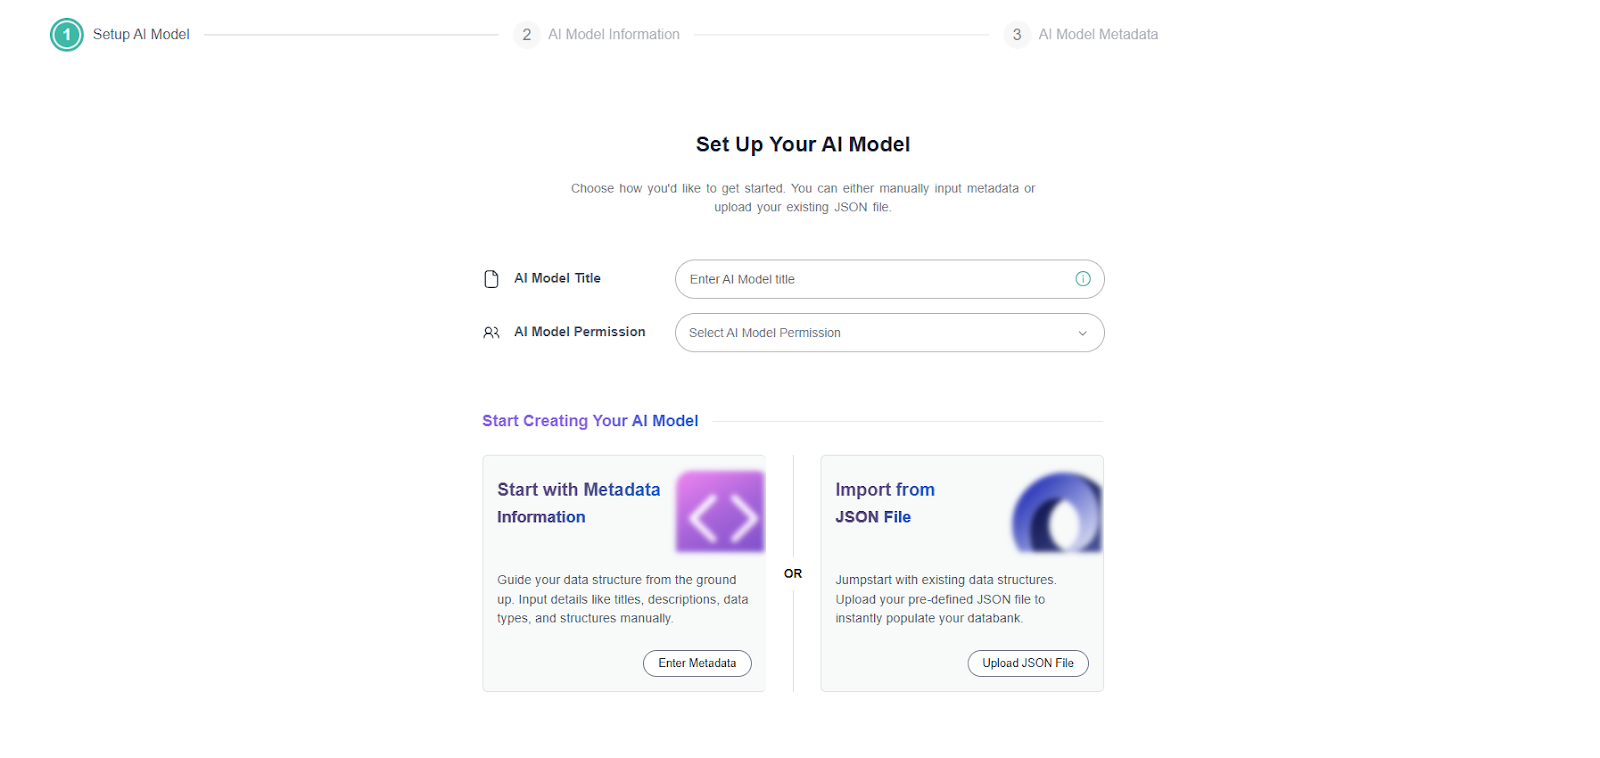 1 Setup AI Model
2 AI Model Information
3 AI Model Metadata
Set Up Your AI Model
Choose how you'd like to get started. You can either manually input metadata or
upload your existing JSON file.
AI Model Title
Enter AI Model title
AI Model Permission
Select AI Model Permission
Start Creating Your AI Model
Start with Metadata
Information
Guide your data structure from the ground
up. Input details like titles, descriptions, data
types, and structures manually.
Enter Metadata
OR
Import from
JSON File
Jumpstart with existing data structures.
Upload your pre-defined JSON file to
instantly populate your databank.
Upload JSON File